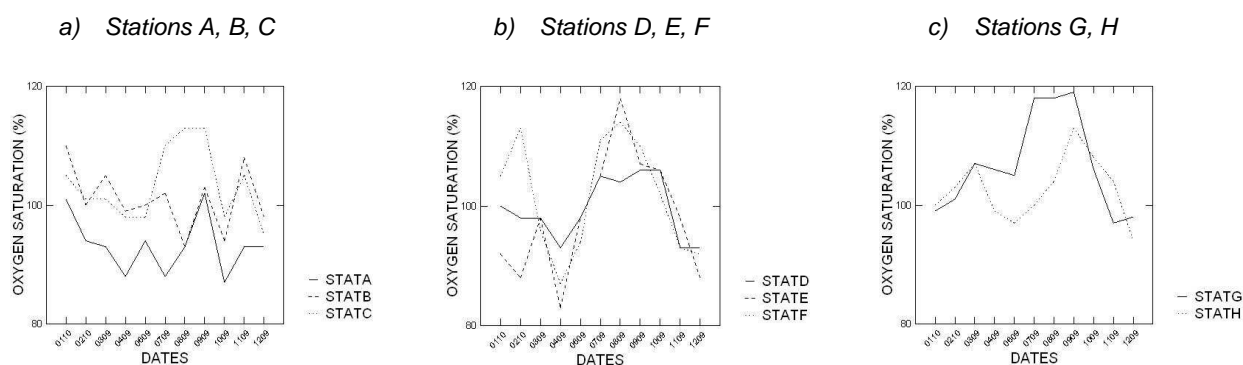 a) Stations A, B, C
120
100
80
OXYGEN SATURATION (%)
0110 0210 0309 0409 0609 0709 0809 0909 1009 1109 1209
DATES
STATA
STATB
STATC
b) Stations D, E, F
120
100
80
OXYGEN SATURATION (%)
0110 0210 0309 0409 0609 0709 0809 0909 1009 1109 1209
DATES
STATD
STATE
STATF
c) Stations G, H
120
100
80
OXYGEN SATURATION (%)
0110 0210 0309 0409 0609 0709 0809 0909 1009 1109 1209
DATES
STATG
STATH